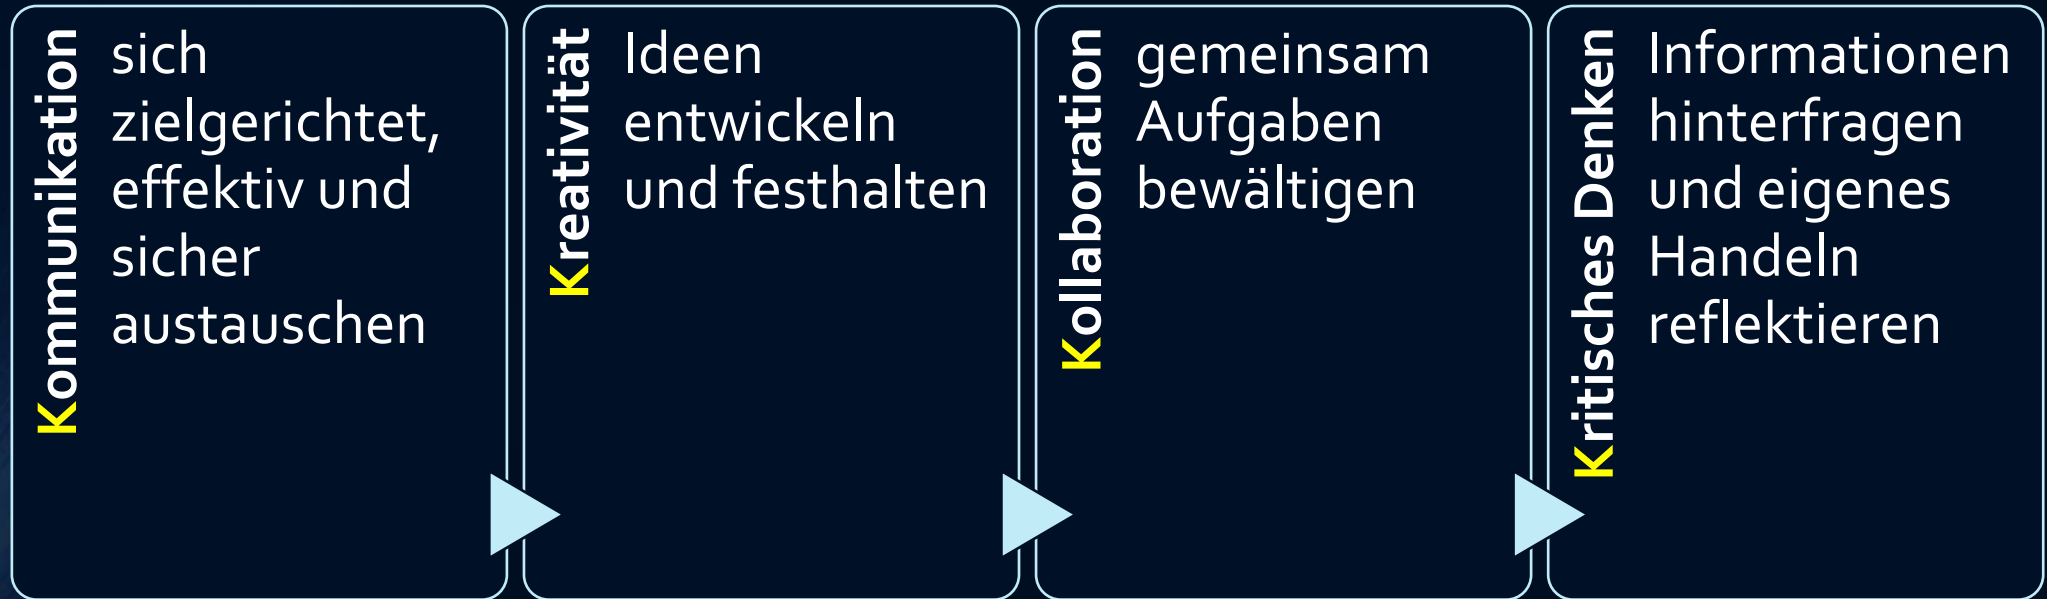 Kommunikation
sich
zielgerichtet,
effektiv und
sicher
austauschen
Kreativität
Ideen
entwickeln
und festhalten
Kollaboration
gemeinsam
Aufgaben
bewältigen
Kritisches Denken
Informationen
hinterfragen
und eigenes
Handeln
reflektieren